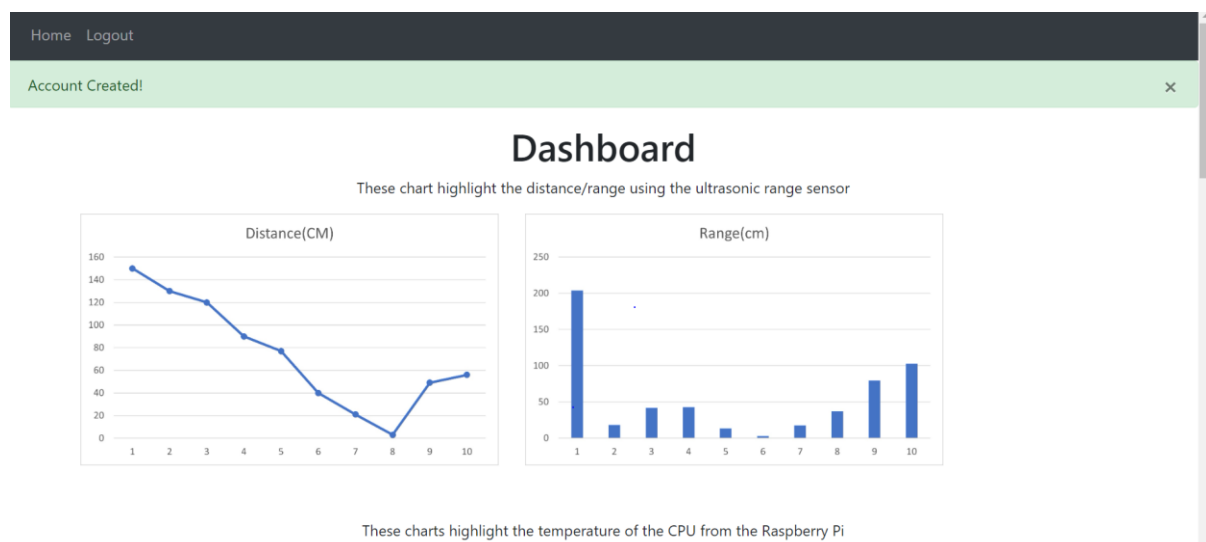 Home Logout
Account Created! ×
Dashboard
These chart highlight the distance/range using the ultrasonic range sensor
Distance(CM)
160
140
120
100
80
60
40
20
0
1 2 3 4 5 6 7 8 9 10
Range(cm)
250
200
150
100
50
0
1 2 3 4 5 6 7 8 9 10
These charts highlight the temperature of the CPU from the Raspberry Pi